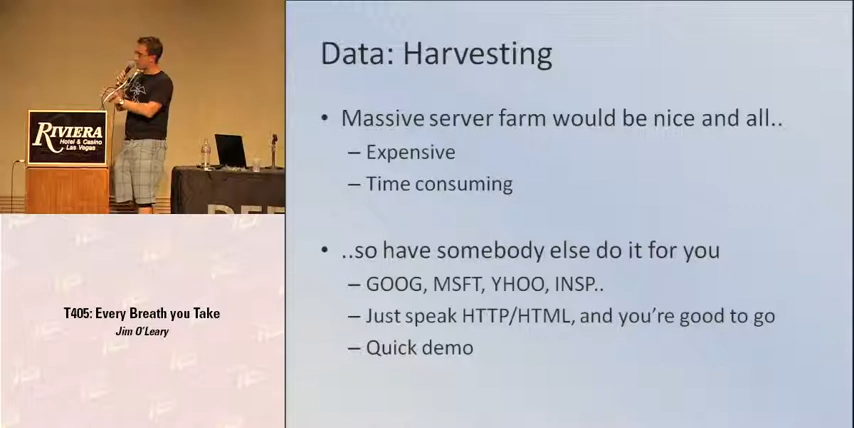 Data: Harvesting
• Massive server farm would be nice and all..
– Expensive
– Time consuming
• ..so have somebody else do it for you
– GOOG, MSFT, YHOO, INSP..
– Just speak HTTP/HTML, and you're good to go
– Quick demo
RIVIERA
Hotel & Casino
Las Vegas
DEF
T405: Every Breath you Take
Jim O'Leary